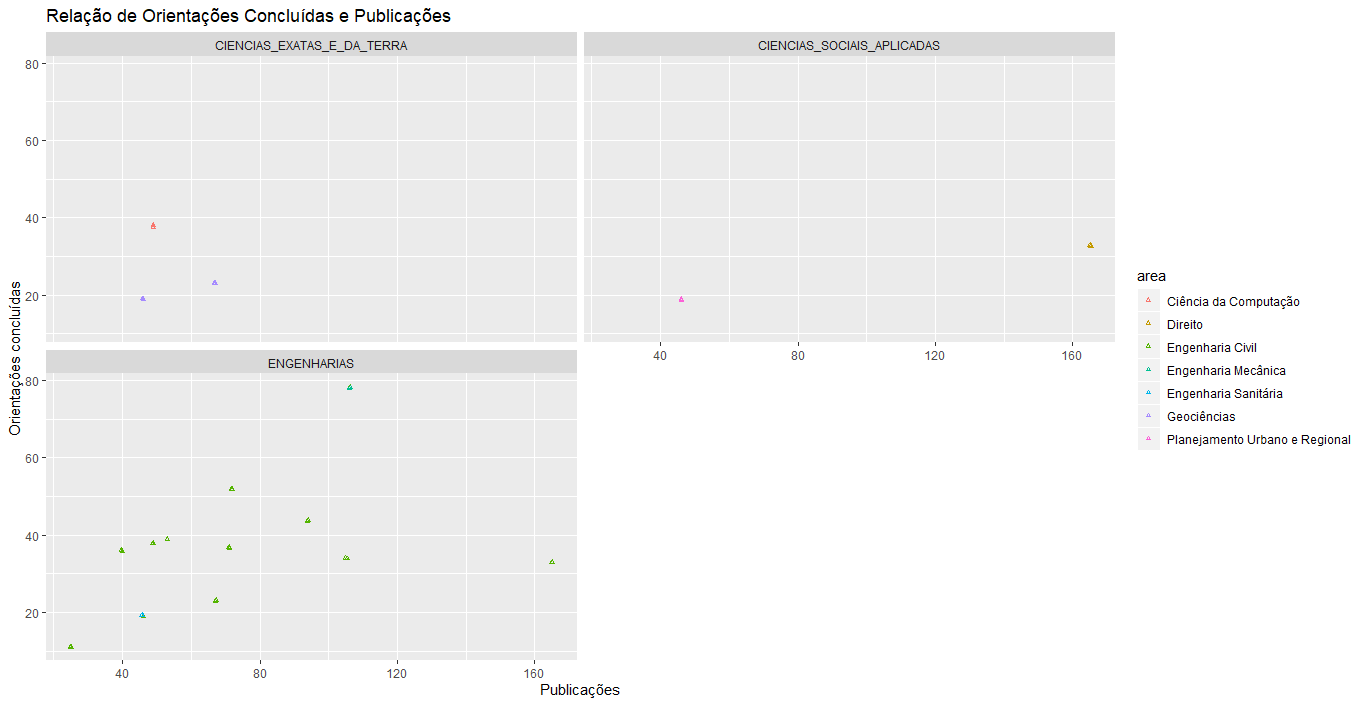 Relação de Orientações Concluídas e Publicações
CIENCIAS_EXATAS_E_DA_TERRA
CIENCIAS_SOCIAIS_APLICADAS
80
60
40
20
40
80
120
160
ENGENHARIAS
80
60
40
20
40
80
120
160
Orientações concluídas
Publicações
area
Ciência da Computação
Direito
Engenharia Civil
Engenharia Mecânica
Engenharia Sanitária
Geociências
Planejamento Urbano e Regional